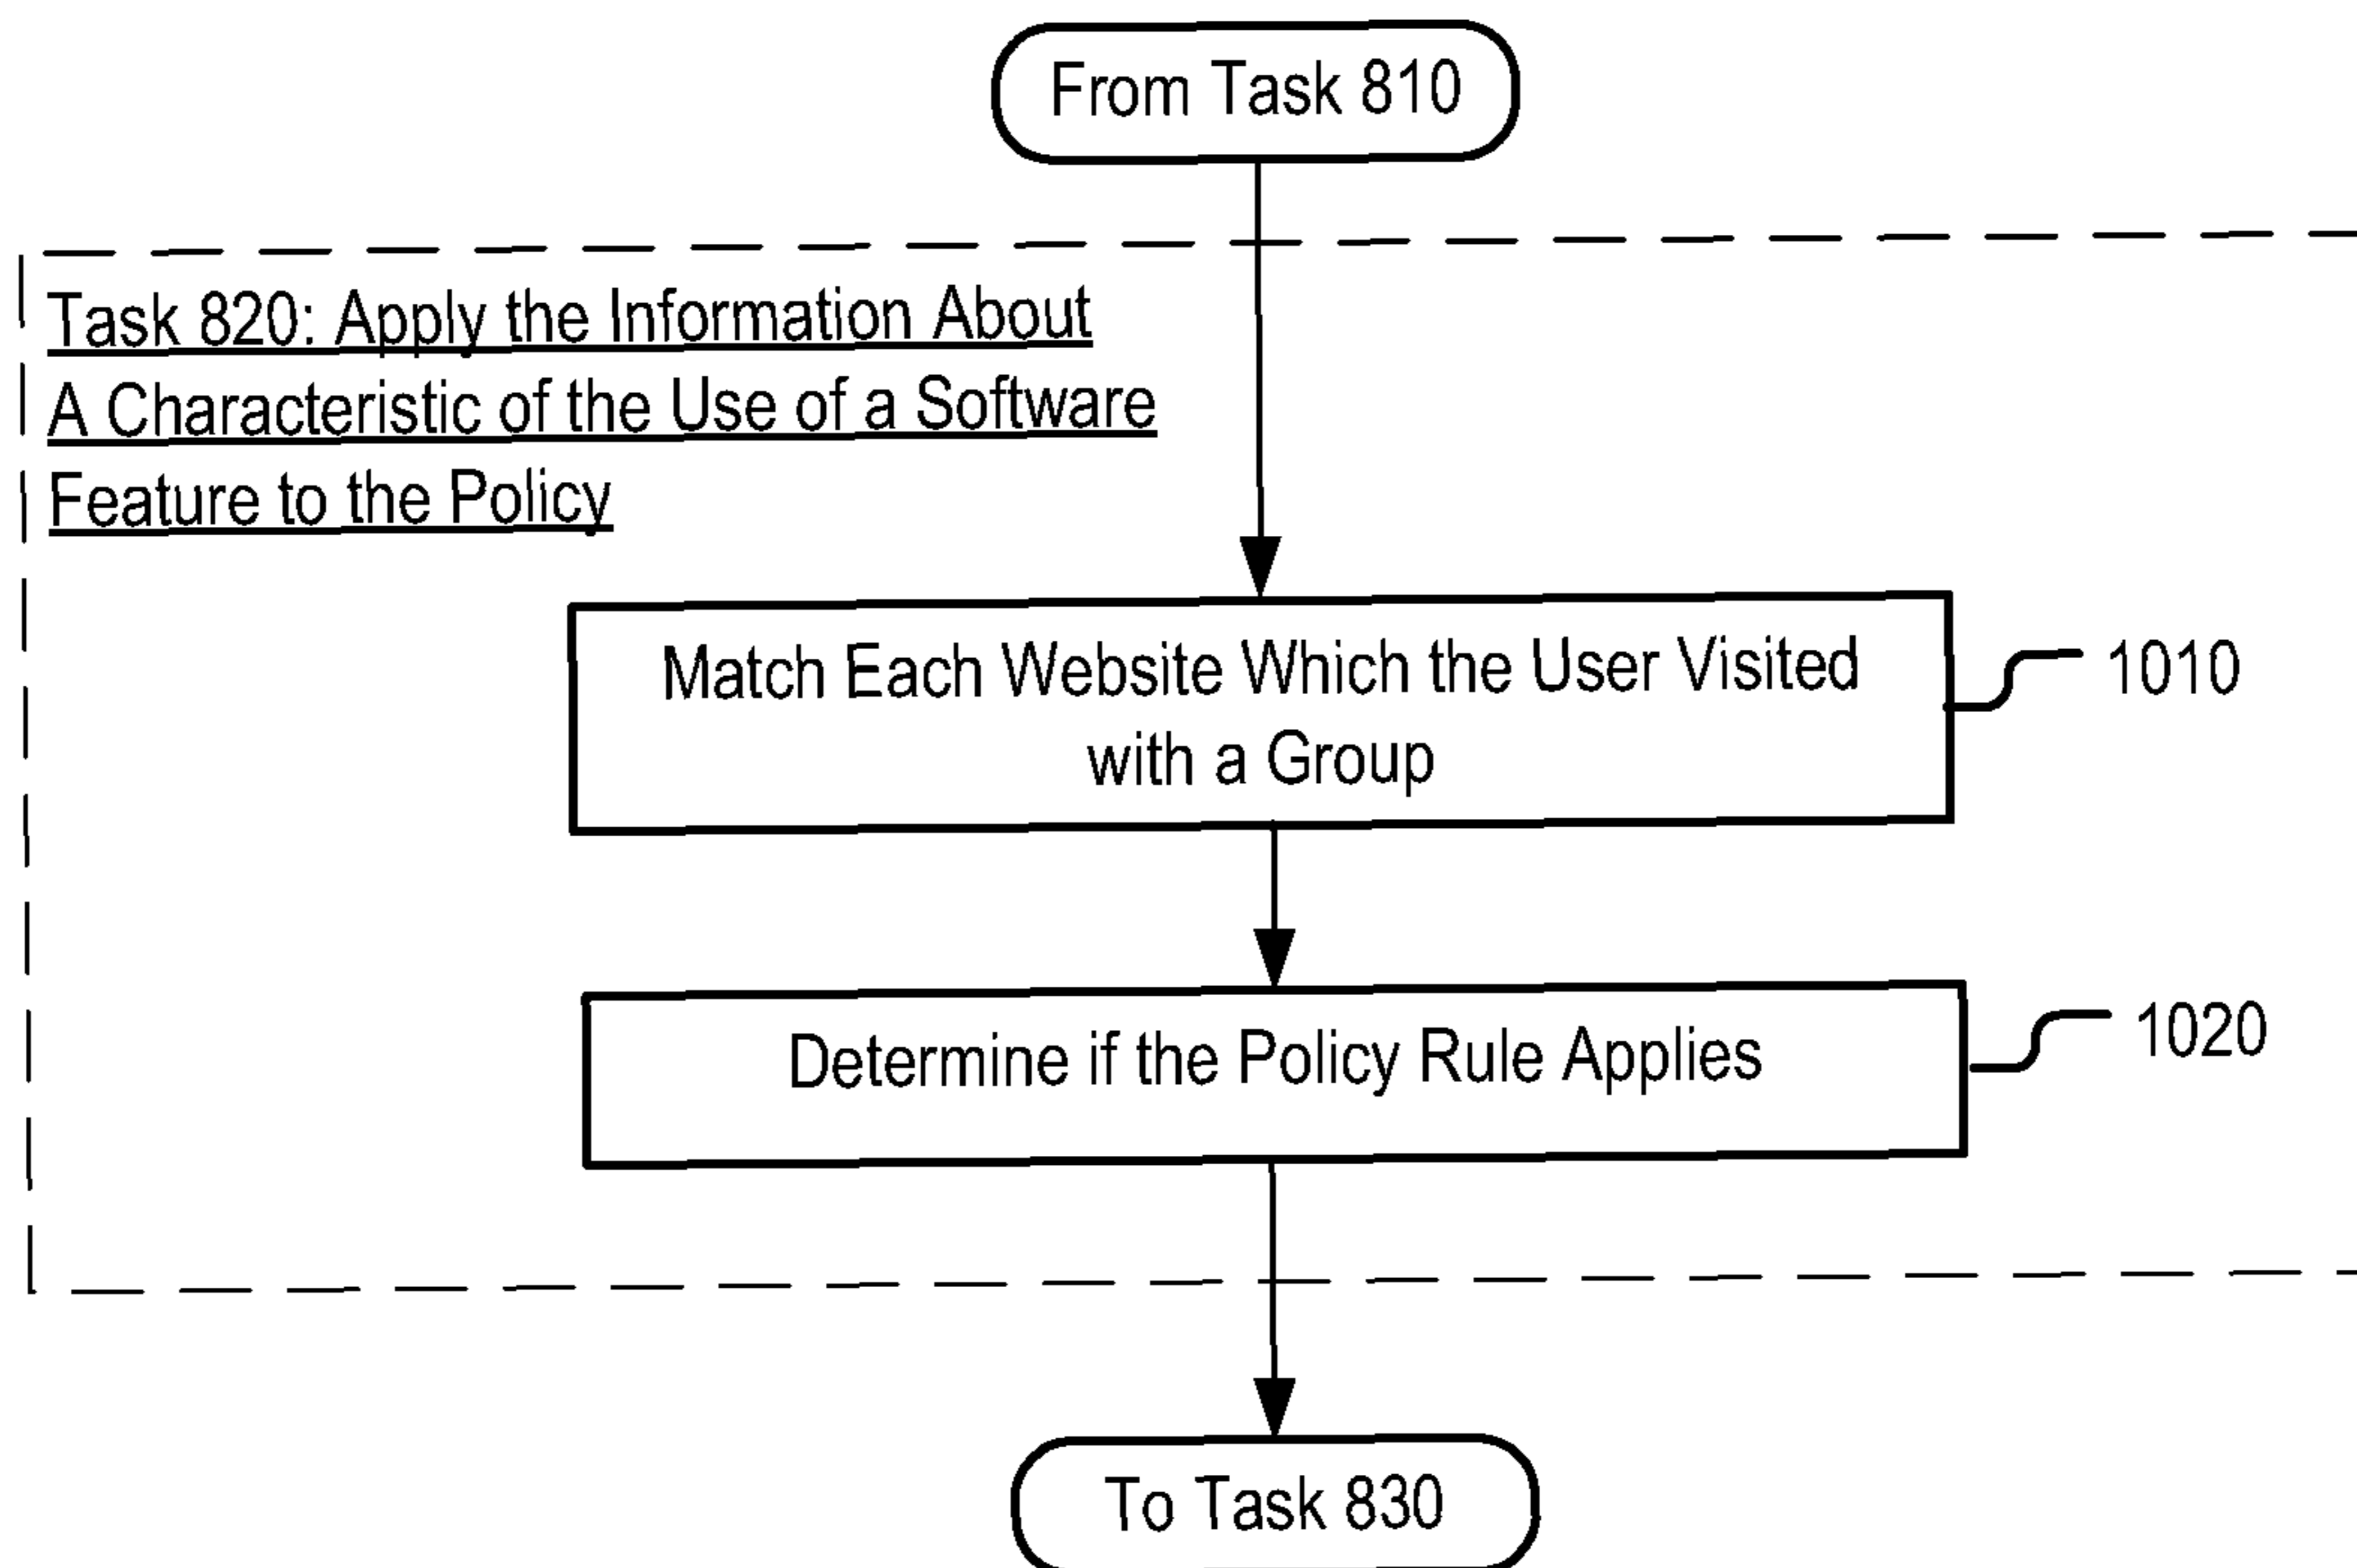 From Task 810
Task 820: Apply the Information About
A Characteristic of the Use of a Software
Feature to the Policy
Match Each Website Which the User Visited
with a Group
1010
Determine if the Policy Rule Applies
1020
To Task 830